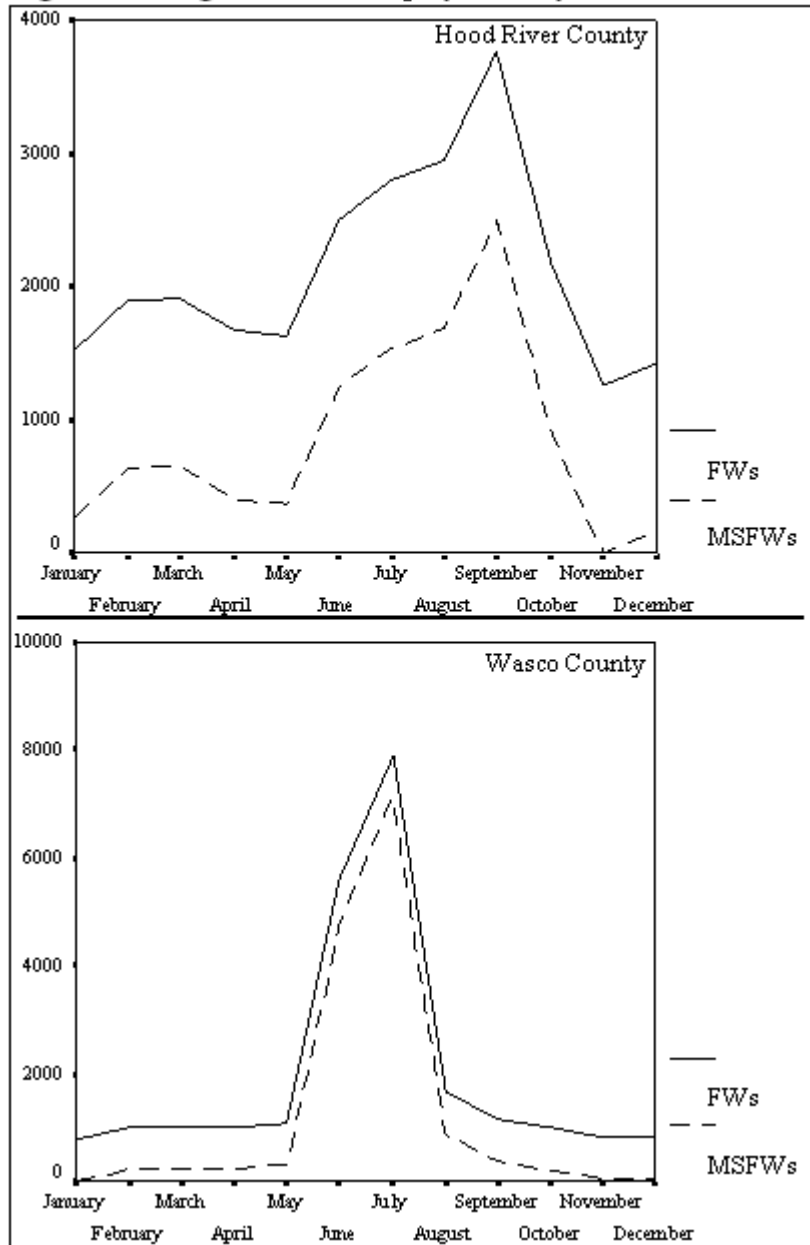 Hood River County
4000
3000
2000
1000
0
FWs
MSFWs
January March May July September November
February April June August October December
Wasco County
10000
8000
6000
4000
2000
0
FWs
MSFWs
January March May July September November
February April June August October December